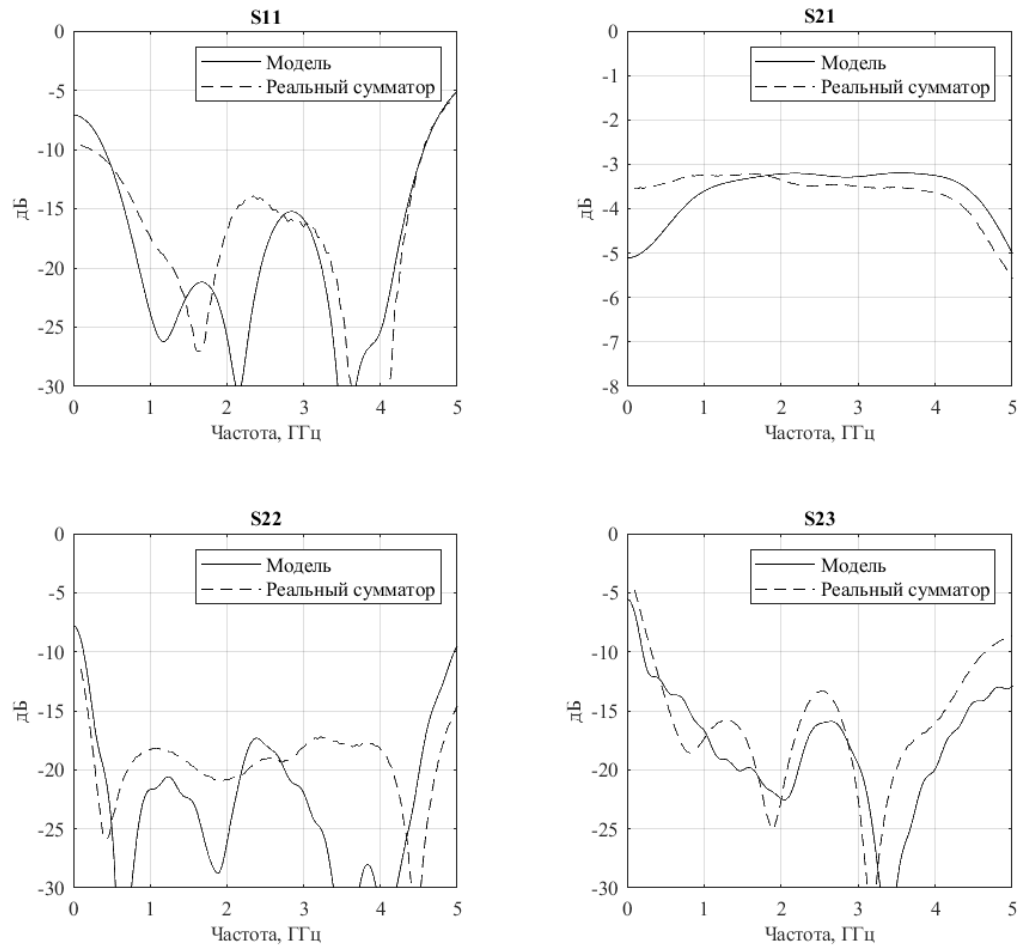 S11
0
-5
-10
-15
-20
-25
-30
дБ
Модель
Реальный сумматор
0 1 2 3 4 5
Частота, ГГц
S21
0
-1
-2
-3
-4
-5
-6
-7
-8
дБ
Модель
Реальный сумматор
0 1 2 3 4 5
Частота, ГГц
S22
0
-5
-10
-15
-20
-25
-30
дБ
Модель
Реальный сумматор
0 1 2 3 4 5
Частота, ГГц
S23
0
-5
-10
-15
-20
-25
-30
дБ
Модель
Реальный сумматор
0 1 2 3 4 5
Частота, ГГц